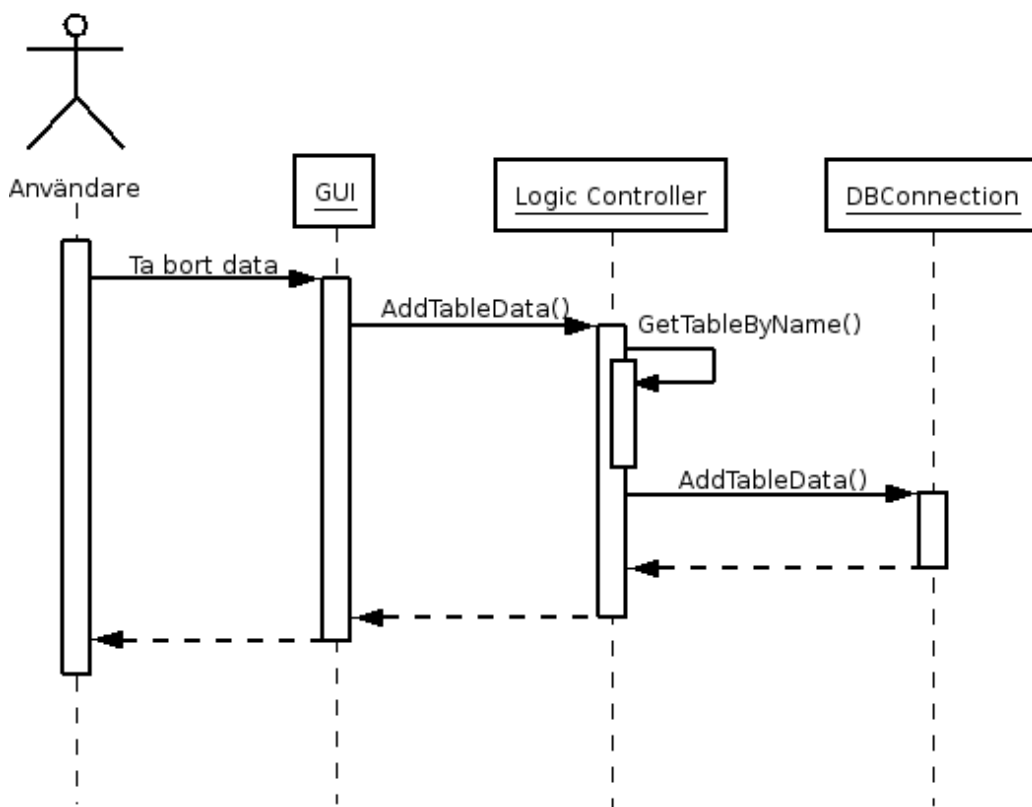 Användare
GUI
Logic Controller
DBConnection
Ta bort data
AddTableData()
GetTableByName()
AddTableData()